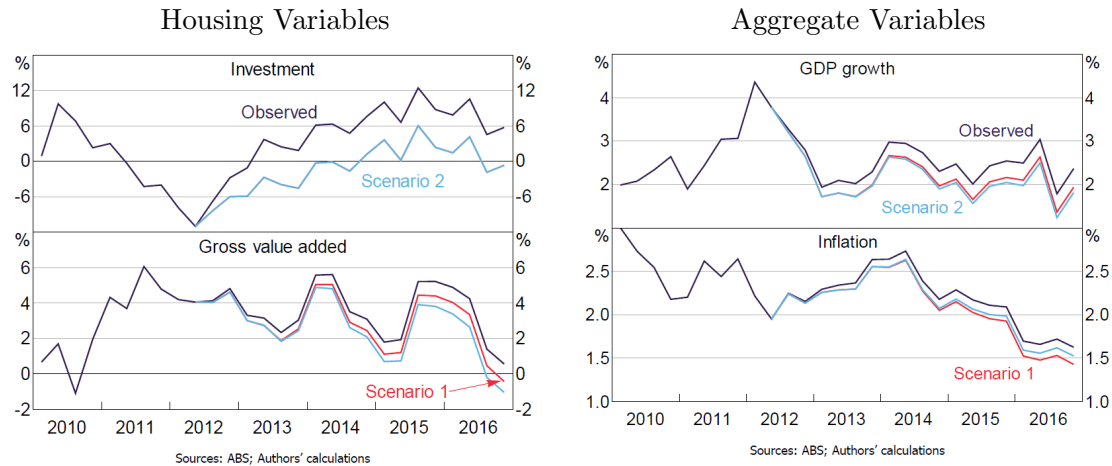 Housing Variables
% %
Investment
12 12
Observed
6 6
0 0
Scenario 2
-6 -6
% %
Gross value added
6 6
4 4
2 2
0 0
Scenario 1
-2 -2
2010 2011 2012 2013 2014 2015 2016
Sources: ABS; Authors' calculations
Aggregate Variables
% %
GDP growth
4 4
Observed
3 3
2 2
Scenario 2
% %
Inflation
2.5 2.5
2.0 2.0
1.5 1.5
Scenario 1
1.0 1.0
2010 2011 2012 2013 2014 2015 2016
Sources: ABS; Authors' calculations